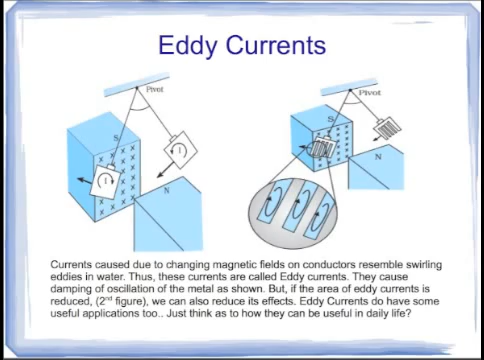 Eddy Currents
Pivot
S
N
I
I
Pivot
S
N
Currents caused due to changing magnetic fields on conductors resemble swirling
eddies in water. Thus, these currents are called Eddy currents. They cause
damping of oscillation of the metal as shown. But, if the area of eddy currents is
reduced, (2nd figure), we can also reduce its effects. Eddy Currents do have some
useful applications too.. Just think as to how they can be useful in daily life?